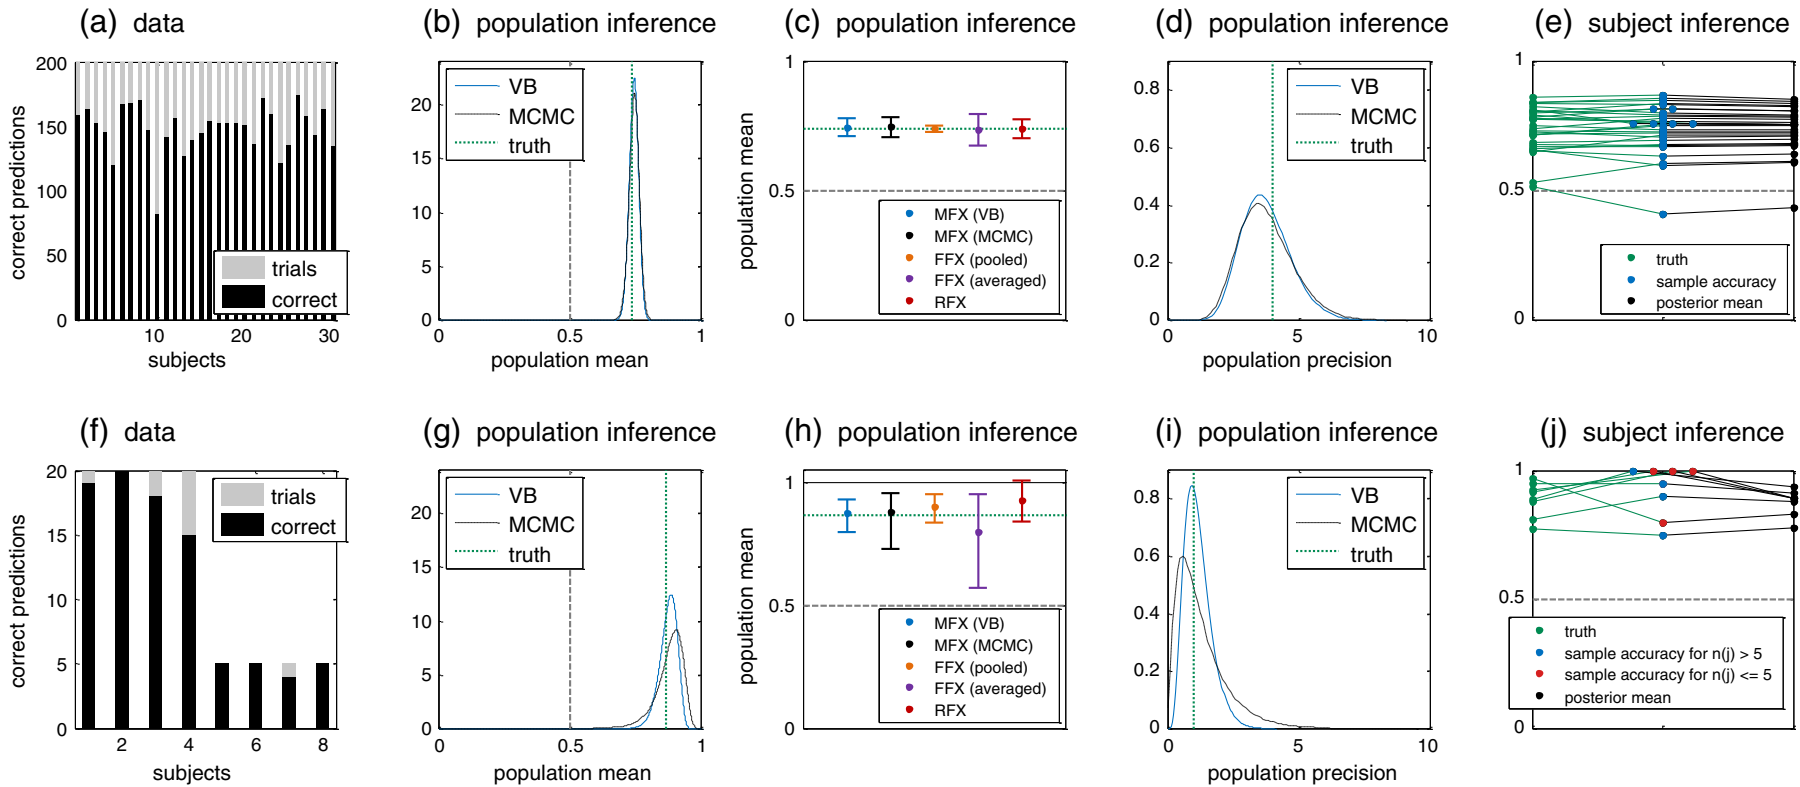 (a) data
correct predictions
200
150
100
50
0
trials
correct
10
20
30
subjects
(b) population inference
VB
MCMC
truth
20
15
10
5
0
0
0.5
1
population mean
(c) population inference
population mean
1
0.5
0
MFX (VB)
MFX (MCMC)
FFX (pooled)
FFX (averaged)
RFX
(d) population inference
VB
MCMC
truth
0.8
0.6
0.4
0.2
0
0
5
10
population precision
(e) subject inference
1
0.5
0
truth
sample accuracy
posterior mean
(f) data
correct predictions
20
15
10
5
0
trials
correct
2
4
6
8
subjects
(g) population inference
VB
MCMC
truth
20
15
10
5
0
0
0.5
1
population mean
(h) population inference
population mean
1
0.5
0
MFX (VB)
MFX (MCMC)
FFX (pooled)
FFX (averaged)
RFX
(i) population inference
VB
MCMC
truth
0.8
0.6
0.4
0.2
0
0
5
10
population precision
(j) subject inference
1
0.5
0
truth
sample accuracy for n(j) > 5
sample accuracy for n(j) <= 5
posterior mean